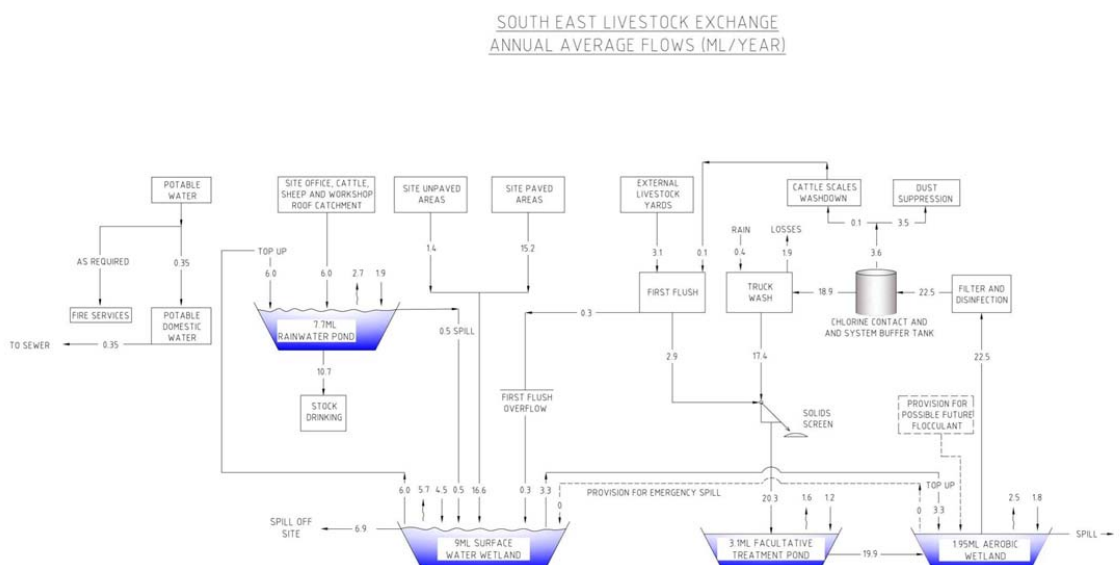 SOUTH EAST LIVESTOCK EXCHANGE
ANNUAL AVERAGE FLOWS (ML/YEAR)
POTABLE
WATER
SITE OFFICE, CATTLE,
SHEEP AND WORKSHOP
ROOF CATCHMENT
SITE UNPAVED
AREAS
SITE PAVED
AREAS
EXTERNAL
LIVESTOCK
YARDS
CATTLE SCALES
WASHDOWN
DUST
SUPPRESSION
AS REQUIRED
0.35
TOP UP
6.0
6.0
2.7
1.9
1.4
15.2
3.1
0.1
RAIN
0.4
LOSSES
1.9
0.1
3.5
3.6
FIRE SERVICES
POTABLE
DOMESTIC
WATER
TO SEWER
0.35
7.7ML
RAINWATER POND
0.5 SPILL
10.7
STOCK
DRINKING
FIRST FLUSH
0.3
TRUCK
WASH
18.9
22.5
FILTER AND
DISINFECTION
CHLORINE CONTACT AND
AND SYSTEM BUFFER TANK
2.9
17.4
22.5
FIRST FLUSH
OVERFLOW
SOLIDS
SCREEN
PROVISION FOR
POSSIBLE FUTURE
FLOCCULANT
6.0
5.7
4.5
0.5
16.6
0.3
3.3
0
PROVISION FOR EMERGENCY SPILL
20.3
1.6
1.2
0
TOP UP
3.3
2.5
1.8
SPILL OFF
SITE
6.9
9ML SURFACE
WATER WETLAND
3.1ML FACULTATIVE
TREATMENT POND
19.9
1.95ML AEROBIC
WETLAND
SPILL